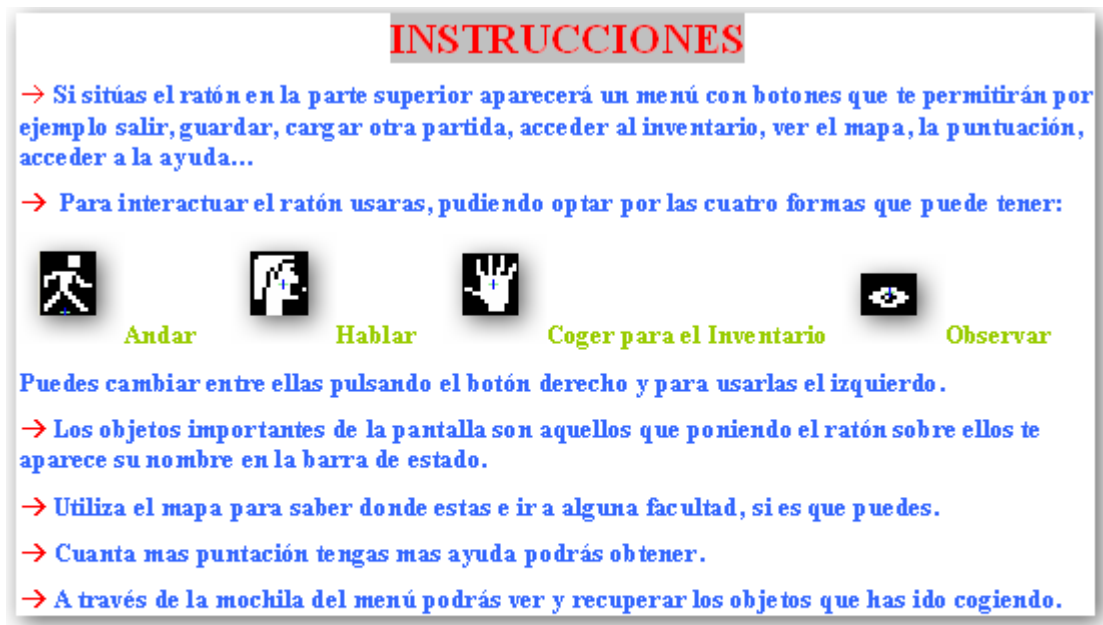 INSTRUCCIONES
→ Si sitúas el ratón en la parte superior aparecerá un menú con botones que te permitirán por
ejemplo salir, guardar, cargar otra partida, acceder al inventario, ver el mapa, la puntuación,
acceder a la ayuda...
→ Para interactuar el ratón usaras, pudiendo optar por las cuatro formas que puede tener:
Andar Hablar Coger para el Inventario Observar
Puedes cambiar entre ellas pulsando el botón derecho y para usarlas el izquierdo.
→ Los objetos importantes de la pantalla son aquellos que poniendo el ratón sobre ellos te
aparece su nombre en la barra de estado.
→ Utiliza el mapa para saber donde estas e ir a alguna facultad, si es que puedes.
→ Cuanta mas puntación tengas mas ayuda podrás obtener.
→ A través de la mochila del menú podrás ver y recuperar los objetos que has ido cogiendo.